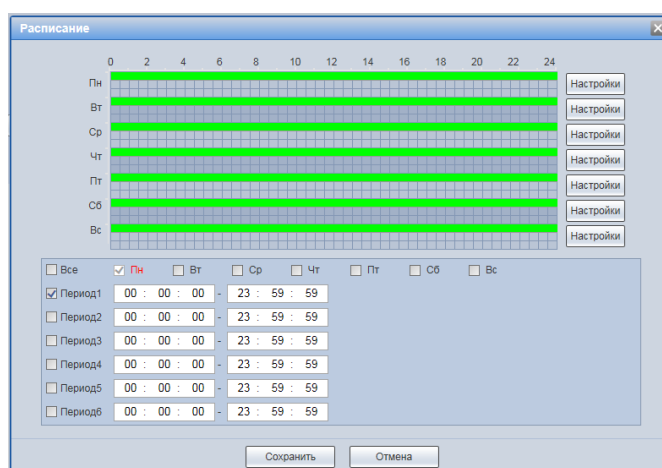 Расписание
0 2 4 6 8 10 12 14 16 18 20 22 24
Пн Настройки
Вт Настройки
Ср Настройки
Чт Настройки
Пт Настройки
Сб Настройки
Вс Настройки
Все Пн Вт Ср Чт Пт Сб Вс
Период1 00 : 00 : 00 - 23 : 59 : 59
Период2 00 : 00 : 00 - 23 : 59 : 59
Период3 00 : 00 : 00 - 23 : 59 : 59
Период4 00 : 00 : 00 - 23 : 59 : 59
Период5 00 : 00 : 00 - 23 : 59 : 59
Период6 00 : 00 : 00 - 23 : 59 : 59
Сохранить Отмена